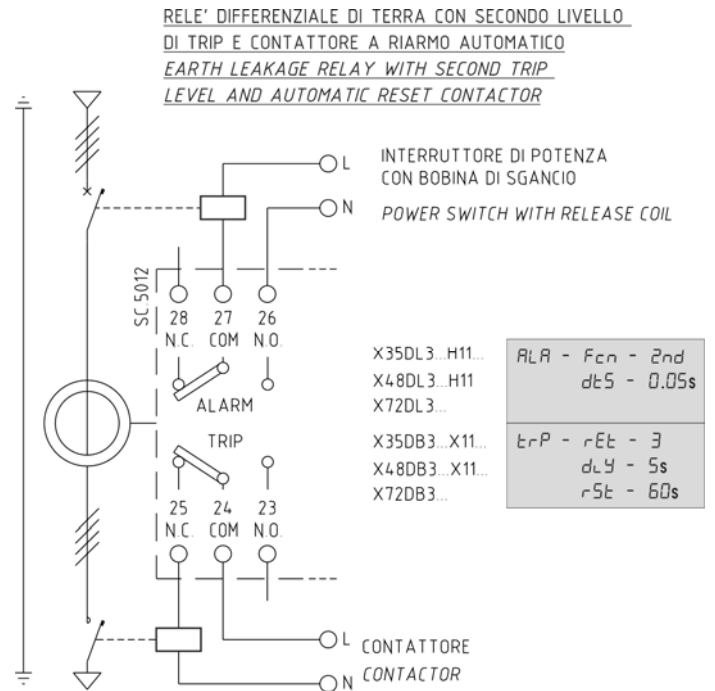 RELE' DIFFERENZIALE DI TERRA CON SECONDO LIVELLO
DI TRIP E CONTATTORE A RIARMO AUTOMATICO
EARTH LEAKAGE RELAY WITH SECOND TRIP
LEVEL AND AUTOMATIC RESET CONTACTOR
L
INTERRUTTORE DI POTENZA
CON BOBINA DI SGANCIO
N
POWER SWITCH WITH RELEASE COIL
SC.5012
28 27 26
N.C. COM N.O.
ALARM
TRIP
25 24 23
N.C. COM N.O.
X35DL3...H11...
X48DL3...H11
X72DL3...
ALA - Fcn - 2nd
dtS - 0.05s
X35DB3...X11...
X48DB3...X11...
X72DB3...
trP - rEt - 3
dLY - 5s
rSt - 60s
L
CONTATTORE
N
CONTACTOR